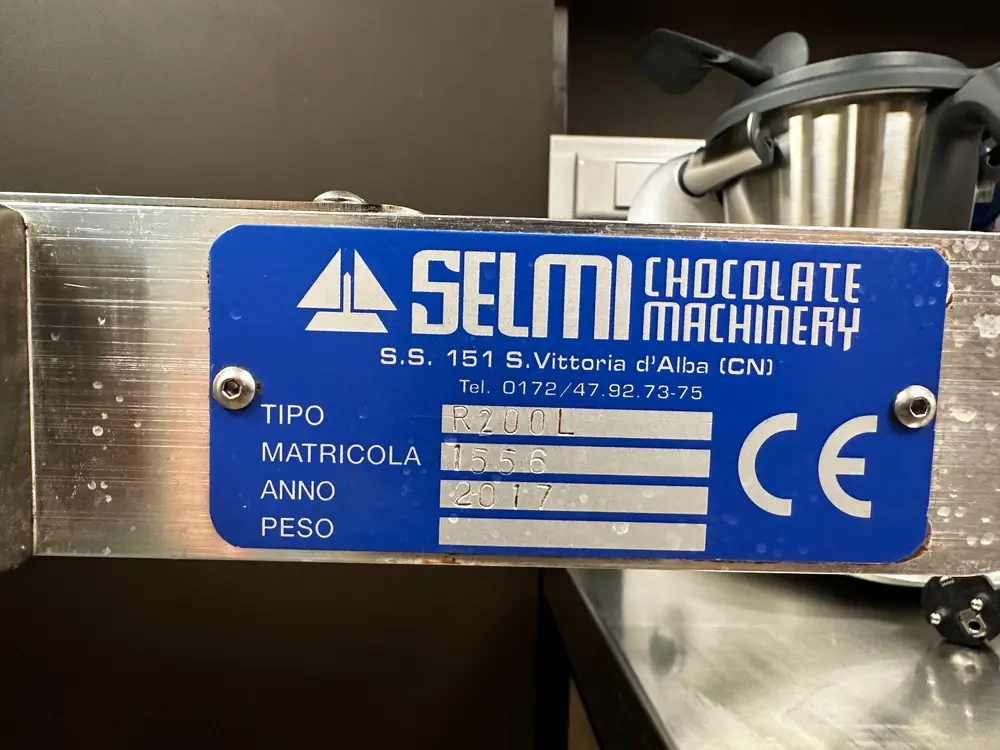 SELMI CHOCOLATE MACHINERY
S.S. 151 S.Vittoria d'Alba (CN)
Tel. 0172/47.92.73-75
TIPO R200L
MATRICOLA 1556
ANNO 2017
PESO
CE